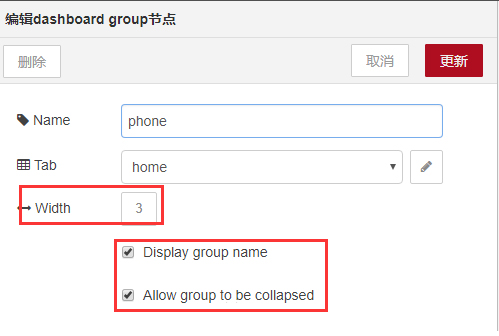 编辑dashboard group节点
删除 取消 更新
Name phone
Tab home
Width 3
Display group name
Allow group to be collapsed